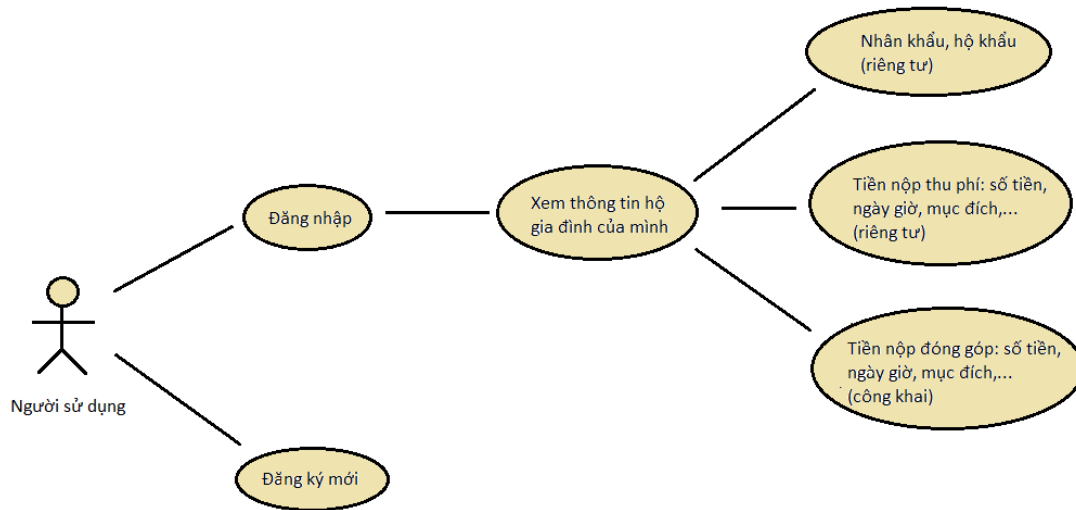 Nhân khẩu, hộ khẩu
(riêng tư)
Tiền nộp thu phí: số tiền,
ngày giờ, mục đích,...
(riêng tư)
Đăng nhập
Xem thông tin hộ
gia đình của mình
Tiền nộp đóng góp: số tiền,
ngày giờ, mục đích,...
(công khai)
Người sử dụng
Đăng ký mới